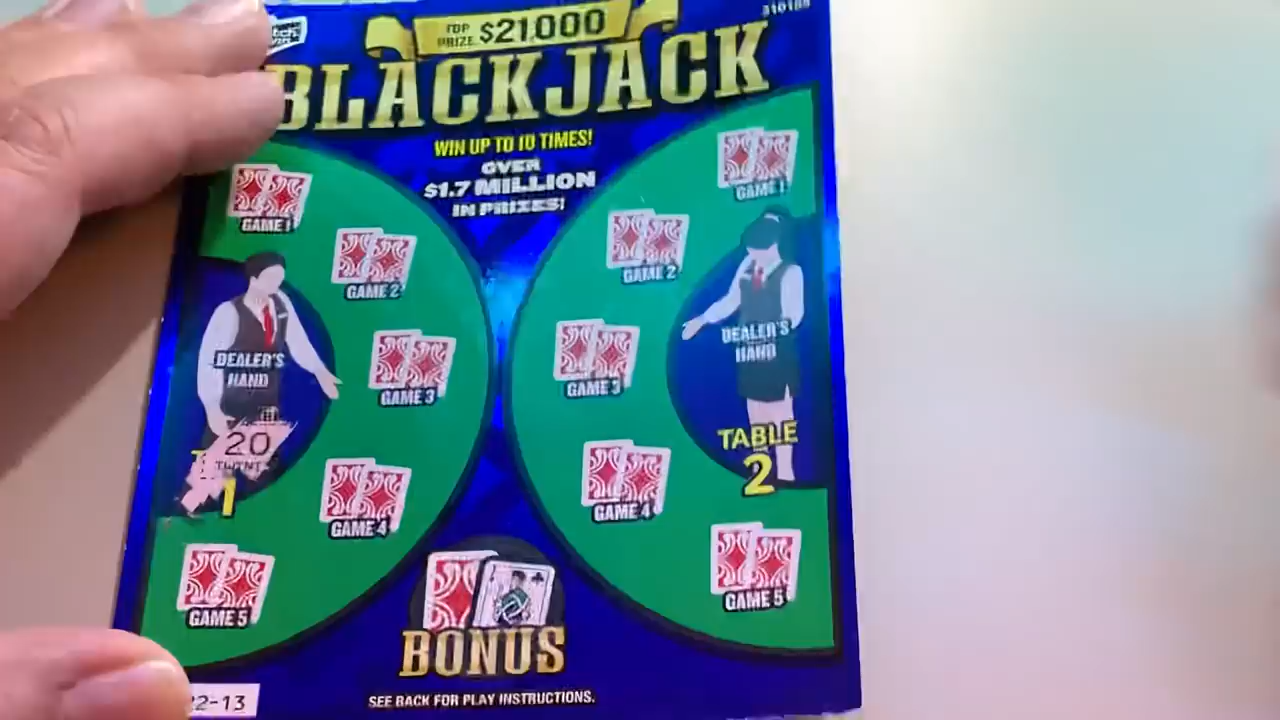 TOP PRIZE $21,000
BLACKJACK
WIN UP TO 10 TIMES!
OVER
$1.7 MILLION
IN PRIZES!
GAME 1
GAME 2
GAME 3
GAME 4
GAME 5
DEALER'S
HAND
20
1
GAME 1
GAME 2
GAME 3
GAME 4
GAME 5
DEALER'S
HAND
TABLE
2
BONUS
SEE BACK FOR PLAY INSTRUCTIONS.
2-13